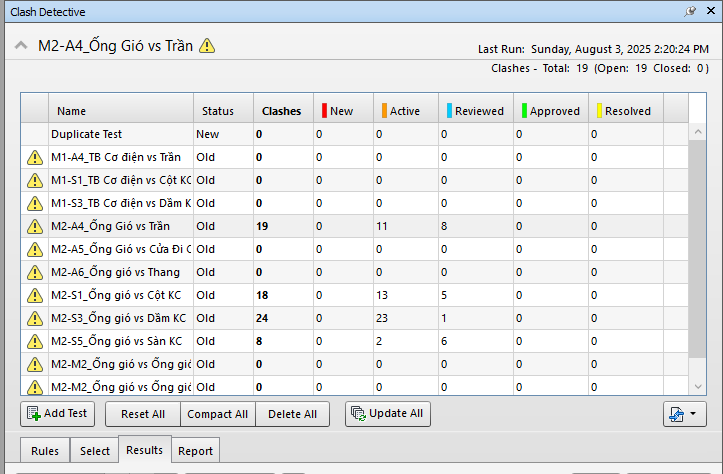 Clash Detective
M2-A4_Ống Gió vs Trần
Last Run: Sunday, August 3, 2025 2:20:24 PM
Clashes - Total: 19 (Open: 19 Closed: 0)
Name Status Clashes New Active Reviewed Approved Resolved
Duplicate Test New 0 0 0 0 0 0
M1-A4_TB Cơ điện vs Trần Old 0 0 0 0 0 0
M1-S1_TB Cơ điện vs Cột KC Old 0 0 0 0 0 0
M1-S3_TB Cơ điện vs Dầm K Old 0 0 0 0 0 0
M2-A4_Ống Gió vs Trần Old 19 0 11 8 0 0
M2-A5_Ống Gió vs Cửa Đi C Old 0 0 0 0 0 0
M2-A6_Ống gió vs Thang Old 0 0 0 0 0 0
M2-S1_Ống gió vs Cột KC Old 18 0 13 5 0 0
M2-S3_Ống gió vs Dầm KC Old 24 0 23 1 0 0
M2-S5_Ống gió vs Sàn KC Old 8 0 2 6 0 0
M2-M2_Ống gió vs Ống gió Old 0 0 0 0 0 0
M2-M2_Ống gió vs Ống gió Old 0 0 0 0 0 0
Add Test Reset All Compact All Delete All Update All
Rules Select Results Report